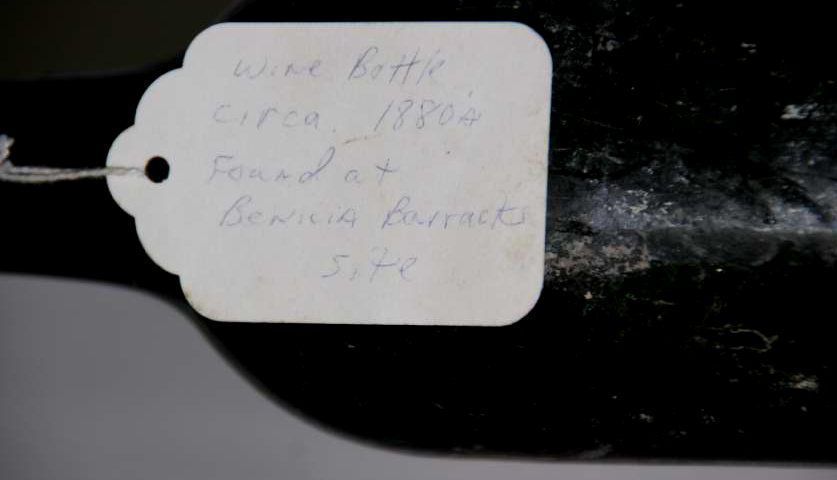 Wine Bottle
Circa. 1880's
Found at
Benicia Barracks
Site